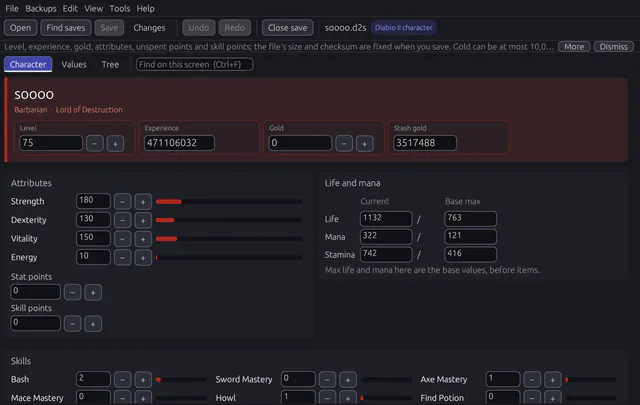 File Backups Edit View Tools Help
Open Find saves Save Changes Undo Redo Close save soooo.d2s Diablo II character
Level, experience, gold, attributes, unspent points and skill points; the file's size and checksum are fixed when you save. Gold can be at most 10,0… More Dismiss
Character Values Tree Find on this screen (Ctrl+F)
soooo
Barbarian · Lord of Destruction
Level Experience Gold Stash gold
75 − + 471106032 0 − + 3517488
Attributes
Strength 180 − +
Dexterity 130 − +
Vitality 150 − +
Energy 10 − +
Stat points
0 − +
Skill points
0 − +
Life and mana
Current Base max
Life 1132 / 763
Mana 322 / 121
Stamina 742 / 416
Max life and mana here are the base values, before items.
Skills
Bash 2 − + Sword Mastery 0 − + Axe Mastery 1 − +
Mace Mastery 0 − + Howl 1 − + Find Potion 0 − +